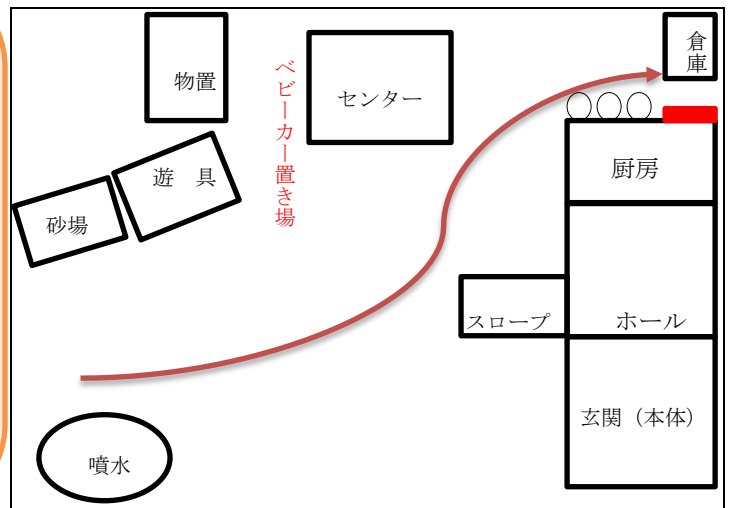 倉庫
物置
センター
ベビーカー置き場
厨房
遊　具
砂場
スロープ
ホール
玄関（本体）
噴水